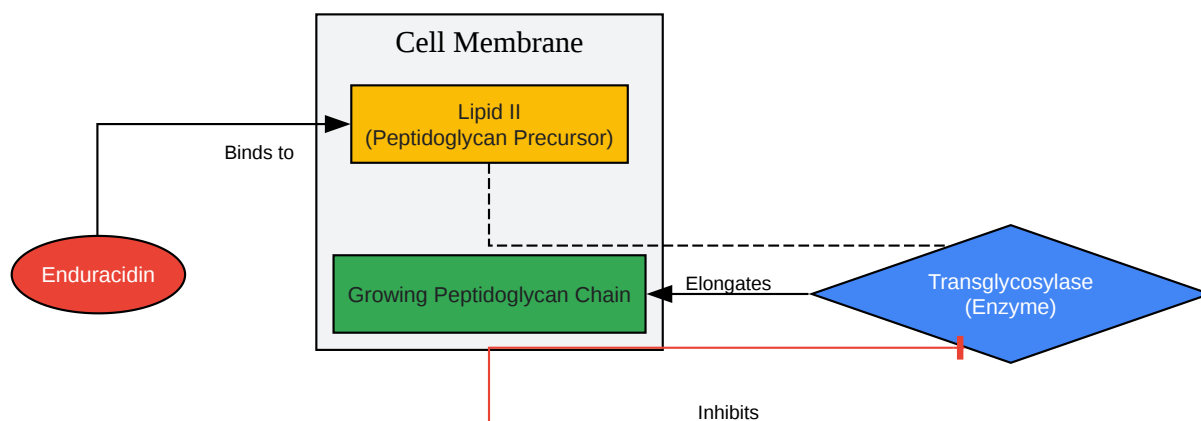 Cell Membrane
Lipid II
(Peptidoglycan Precursor)
Binds to
Enduracidin
Growing Peptidoglycan Chain
Elongates
Transglycosylase
(Enzyme)
Inhibits